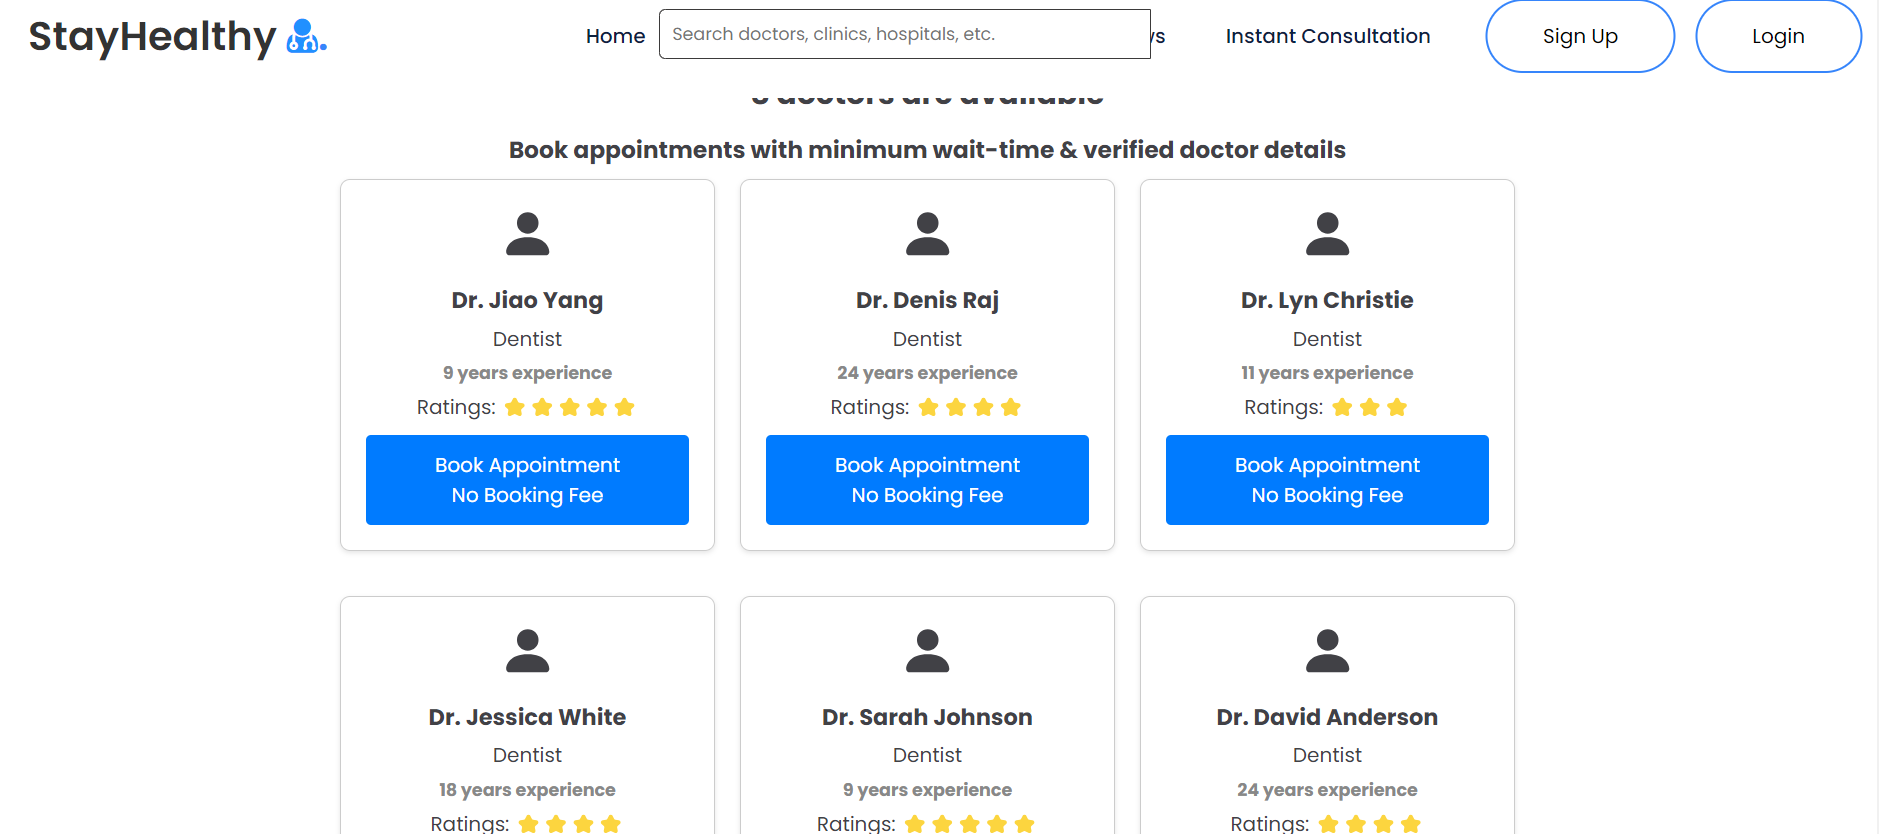 StayHealthy
Home
Search doctors, clinics, hospitals, etc.
Instant Consultation
Sign Up
Login
doctors are available
Book appointments with minimum wait-time & verified doctor details
Dr. Jiao Yang
Dentist
9 years experience
Ratings:
Book Appointment
No Booking Fee
Dr. Denis Raj
Dentist
24 years experience
Ratings:
Book Appointment
No Booking Fee
Dr. Lyn Christie
Dentist
11 years experience
Ratings:
Book Appointment
No Booking Fee
Dr. Jessica White
Dentist
18 years experience
Ratings:
Dr. Sarah Johnson
Dentist
9 years experience
Ratings:
Dr. David Anderson
Dentist
24 years experience
Ratings: